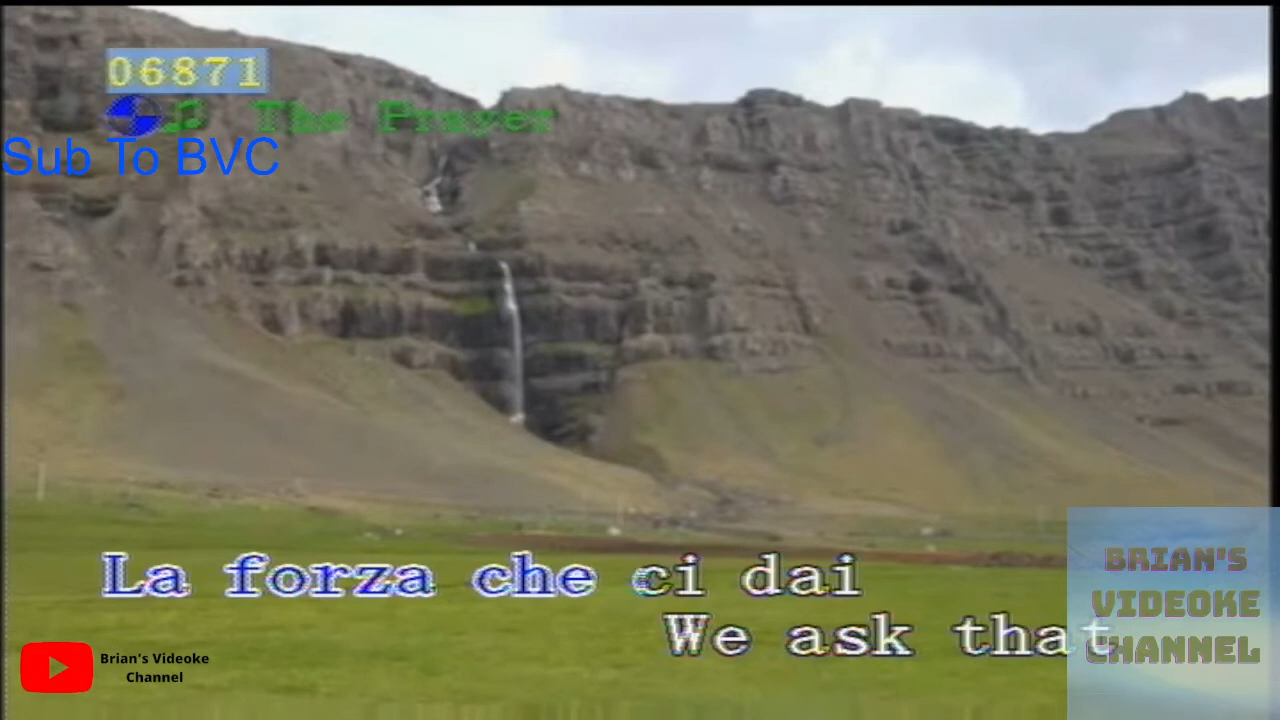 06871
The Prayer
Sub To BVC
La forza che ci dai
We ask that
Brian's Videoke
Channel
BRIAN'S
VIDEOKE
CHANNEL